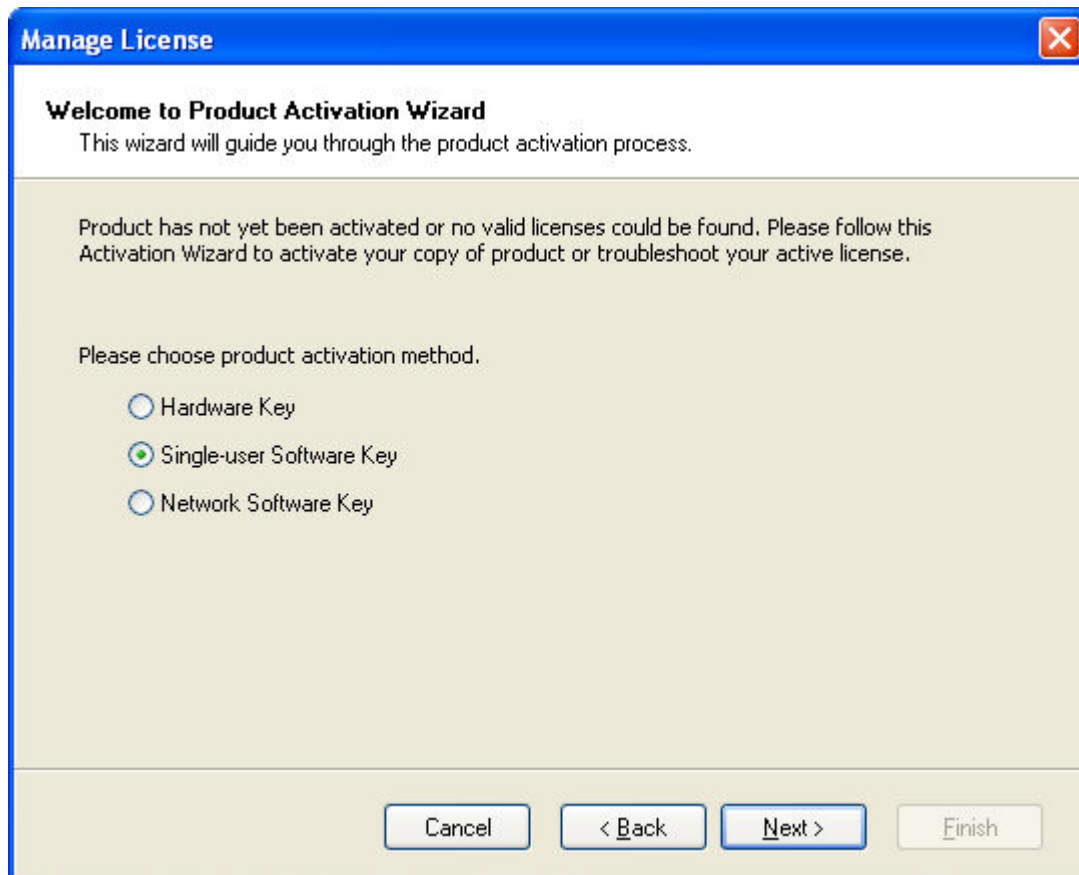 Manage License
Welcome to Product Activation Wizard
This wizard will guide you through the product activation process.
Product has not yet been activated or no valid licenses could be found. Please follow this
Activation Wizard to activate your copy of product or troubleshoot your active license.
Please choose product activation method.
Hardware Key
Single-user Software Key
Network Software Key
Cancel
< Back
Next >
Finish